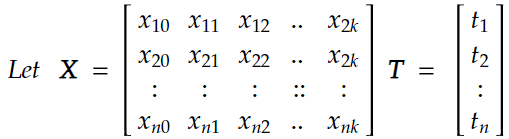 Let X = [ x10 x11 x12 .. x2k ] T = [ t1 ]
[ x20 x21 x22 .. x2k ] [ t2 ]
[ : : : :: : ] [ : ]
[ xn0 xn1 xn2 .. xnk ] [ tn ]